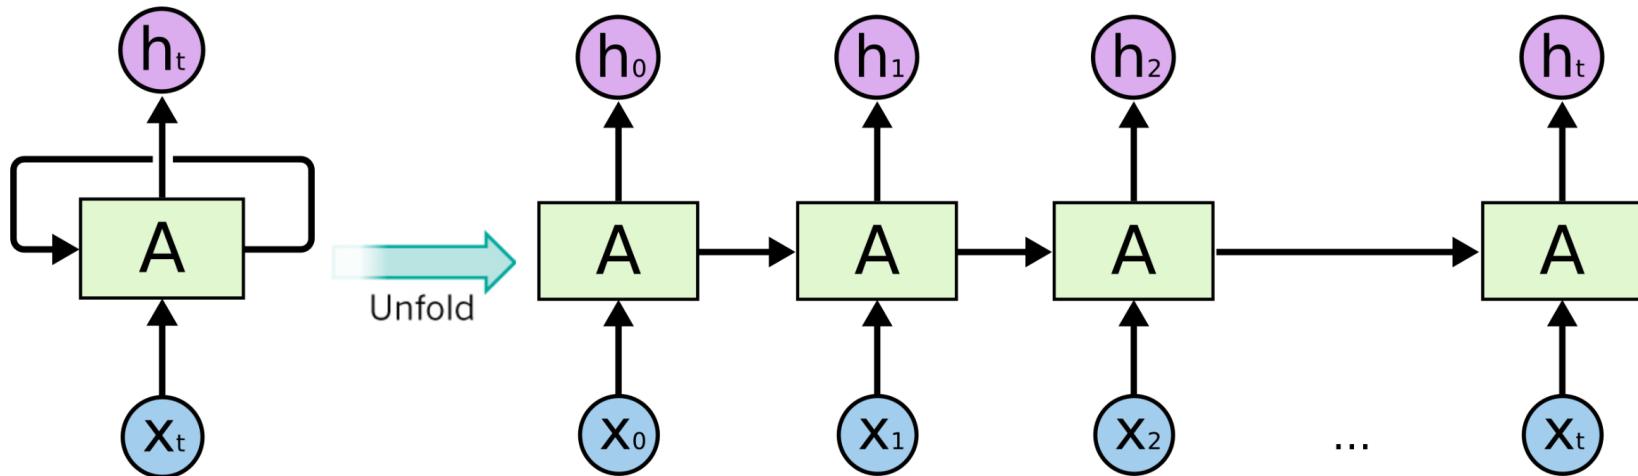 hₜ h₀ h₁ h₂ hₜ
A A A A A
Unfold
xₜ x₀ x₁ x₂ ... xₜ